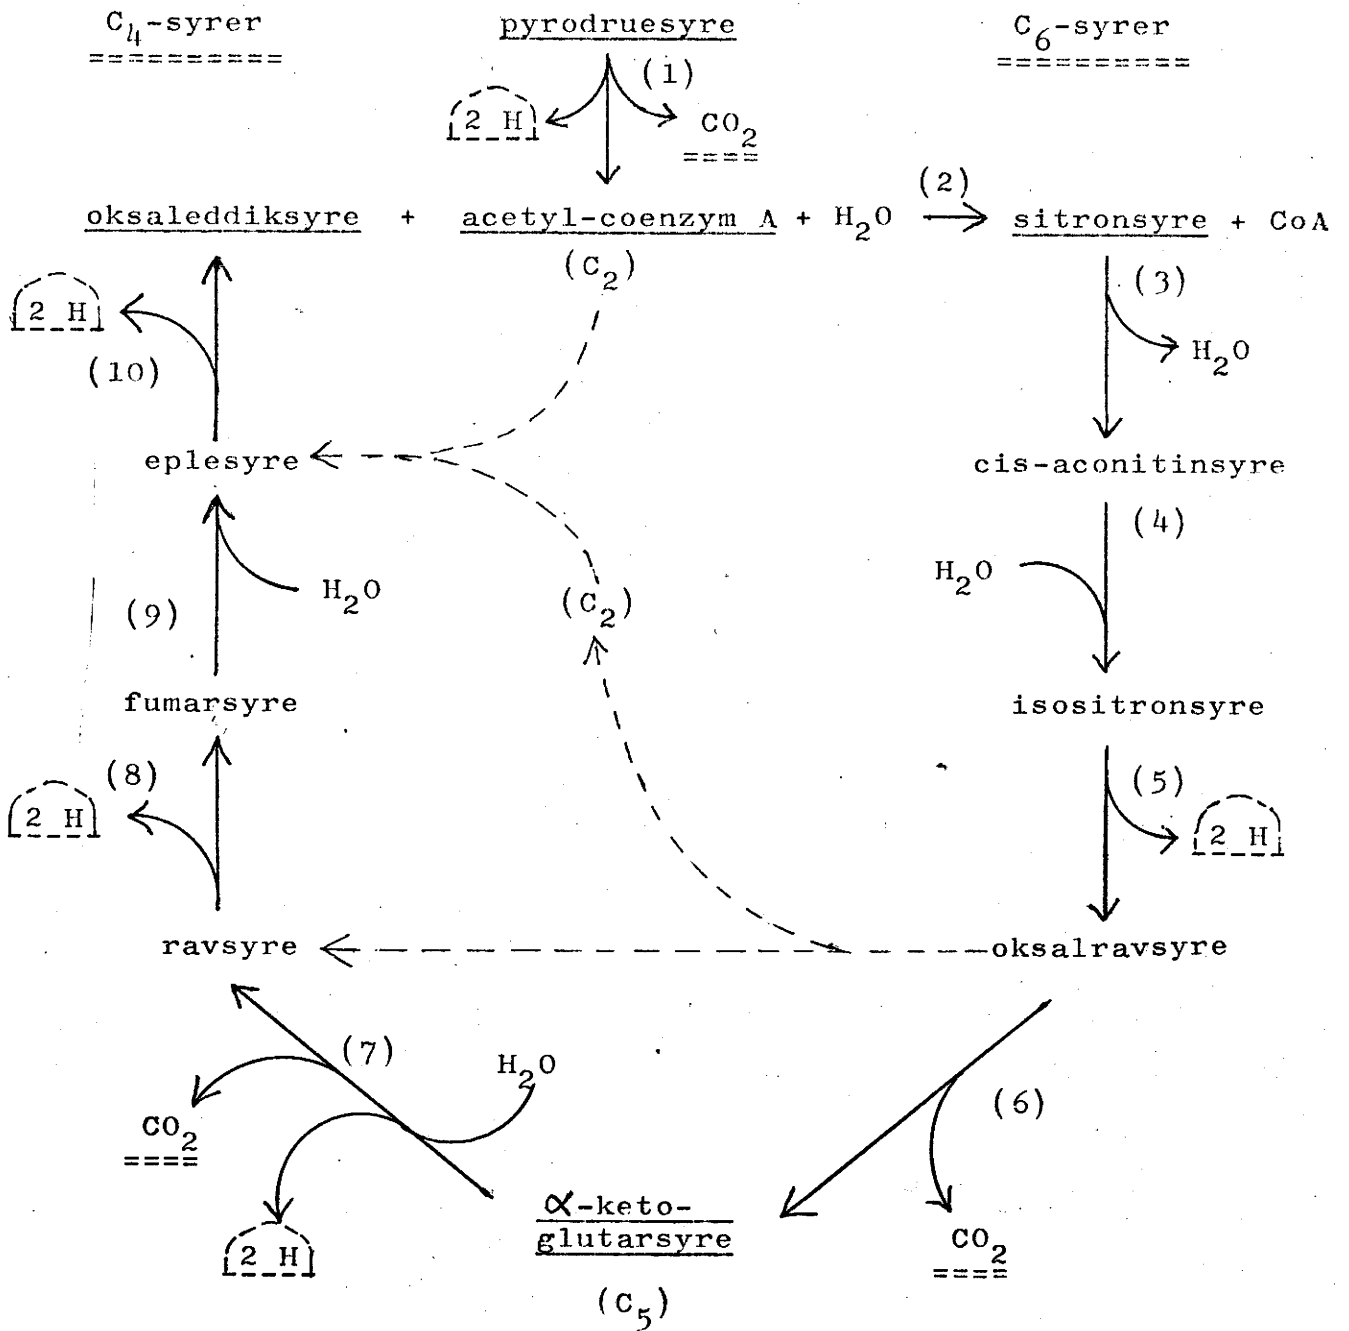 C4-syrer
pyrodruesyre
C6-syrer
(1)
2 H
CO2
(2)
oksaleddiksyre + acetyl-coenzym A + H2O
sitronsyre + CoA
(C2)
(3)
2 H
H2O
(10)
eplesyre
cis-aconitinsyre
(4)
H2O
H2O
(C2)
(9)
fumarsyre
isositronsyre
(8)
(5)
2 H
2 H
ravsyre
oksalravsyre
(7)
H2O
(6)
CO2
α-keto-
glutarsyre
CO2
2 H
(C5)